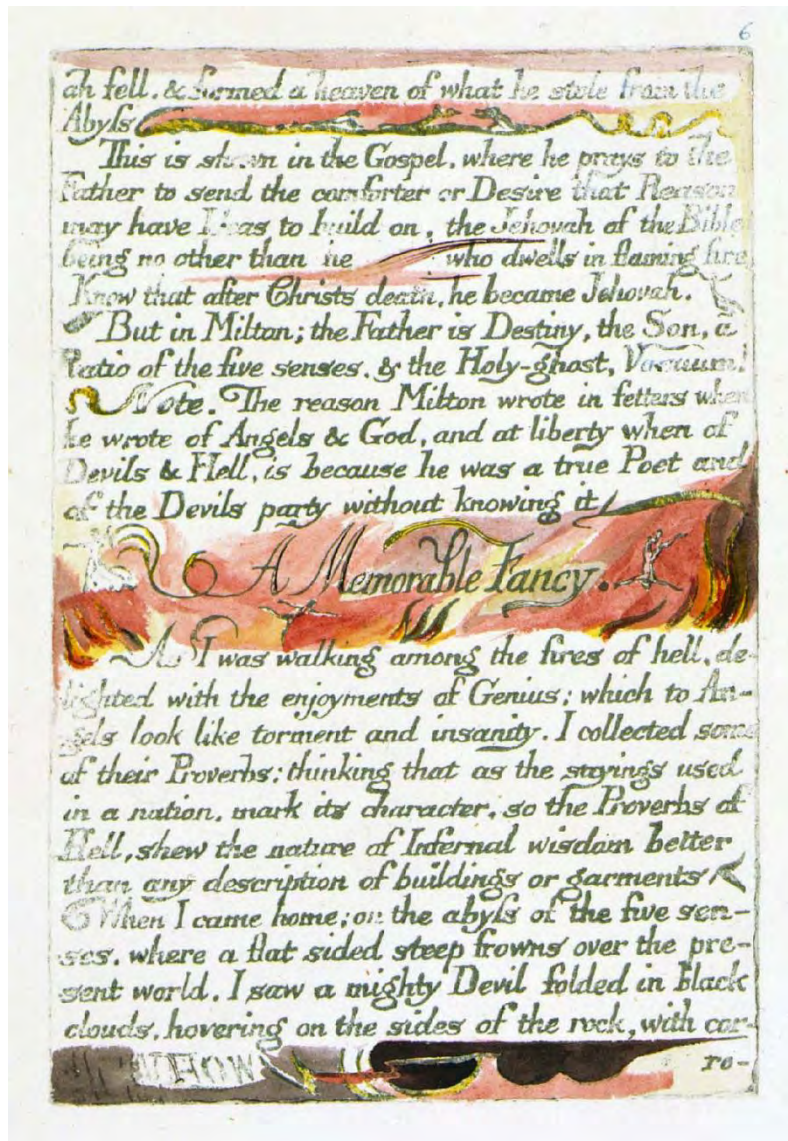 6
ah fell, & formed a heaven of what he stole from the
Abyſs
This is shewn in the Gospel, where he prays to the
Father to send the comforter or Desire that Reason
may have Ideas to build on, the Jehovah of the Bible
being no other than he who dwells in flaming fire
Know that after Christs death, he became Jehovah.
But in Milton; the Father is Destiny, the Son, a
Ratio of the five senses, & the Holy-ghost, Vacuum!
Note. The reason Milton wrote in fetters when
he wrote of Angels & God, and at liberty when of
Devils & Hell, is because he was a true Poet and
of the Devils party without knowing it
A Memorable Fancy.
As I was walking among the fires of hell, de-
lighted with the enjoyments of Genius; which to An-
gels look like torment and insanity. I collected some
of their Proverbs: thinking that as the sayings used
in a nation, mark its character, so the Proverbs of
Hell, shew the nature of Infernal wisdom better
than any description of buildings or garments
When I came home; on the abyſs of the five sen-
ses, where a flat sided steep frowns over the pre-
sent world. I saw a mighty Devil folded in black
clouds, hovering on the sides of the rock, with cor-
ro-